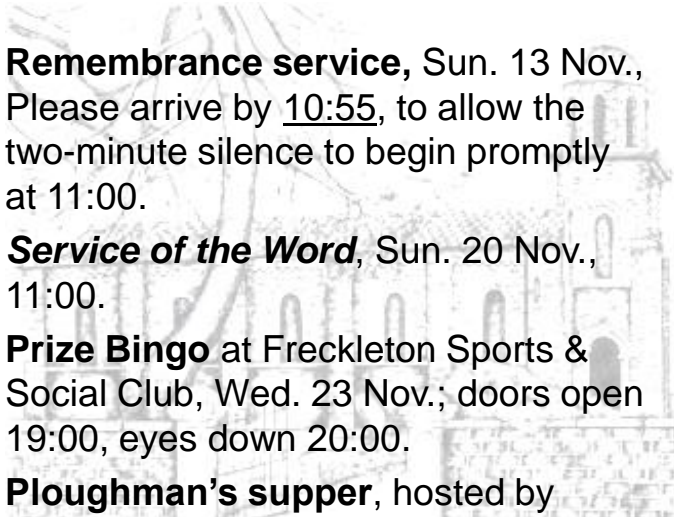 Remembrance service, Sun. 13 Nov.,
Please arrive by 10:55, to allow the
two-minute silence to begin promptly
at 11:00.
Service of the Word, Sun. 20 Nov.,
11:00.
Prize Bingo at Freckleton Sports &
Social Club, Wed. 23 Nov.; doors open
19:00, eyes down 20:00.
Ploughman’s supper, hosted by